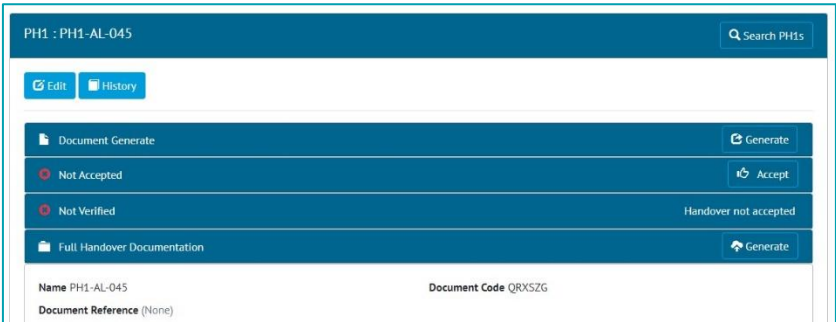 PH1 : PH1-AL-045 Search PH1s
Edit History
Document Generate Generate
Not Accepted Accept
Not Verified Handover not accepted
Full Handover Documentation Generate
Name PH1-AL-045 Document Code QRXSZG
Document Reference (None)